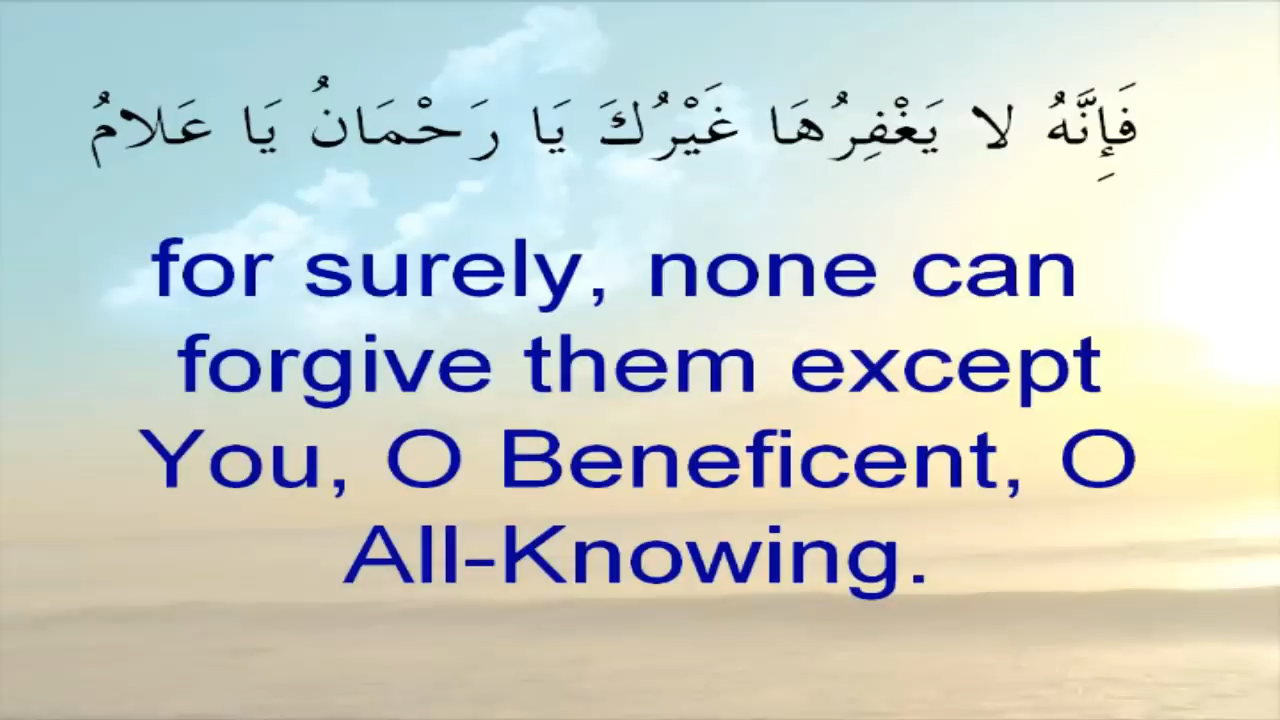 فَإِنَّهُ لا يَغْفِرُهَا غَيْرُكَ يَا رَحْمَانُ يَا عَلامُ
for surely, none can
forgive them except
You, O Beneficent, O
All-Knowing.